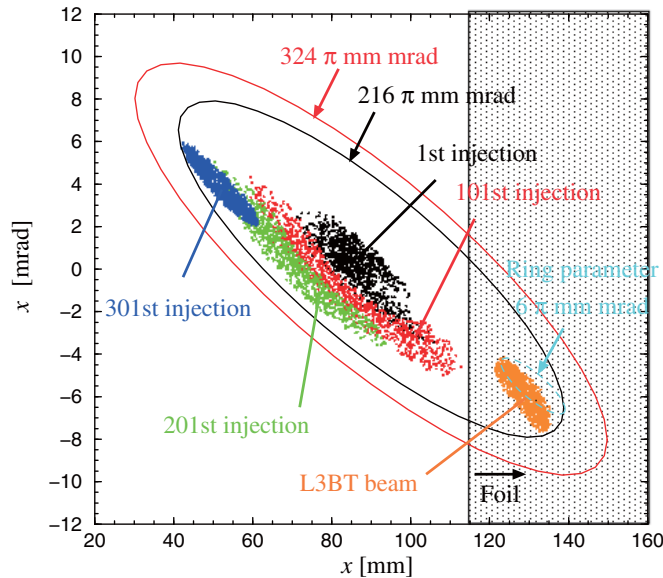 12
10
8
6
4
2
0
-2
-4
-6
-8
-10
-12
x [mrad]
324 π mm mrad
216 π mm mrad
1st injection
101st injection
Ring parameter
6 π mm mrad
301st injection
201st injection
L3BT beam
Foil
20
40
60
80
100
120
140
160
x [mm]